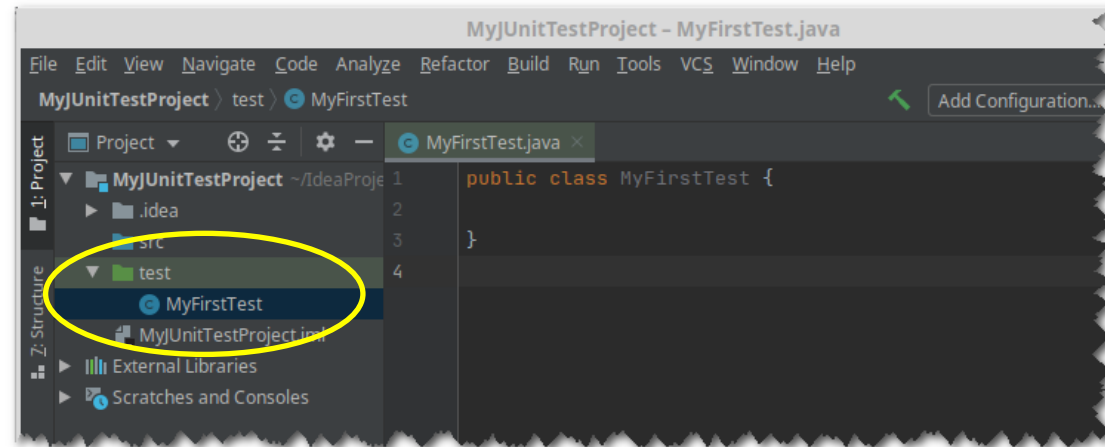 MyJUnitTestProject – MyFirstTest.java
File Edit View Navigate Code Analyze Refactor Build Run Tools VCS Window Help
MyJUnitTestProject test MyFirstTest
Add Configuration...
1: Project
Project
MyFirstTest.java
MyJUnitTestProject ~/IdeaProje
1 public class MyFirstTest {
.idea
2
src
3 }
test
4
MyFirstTest
MyJUnitTestProject.iml
Z: Structure
External Libraries
Scratches and Consoles